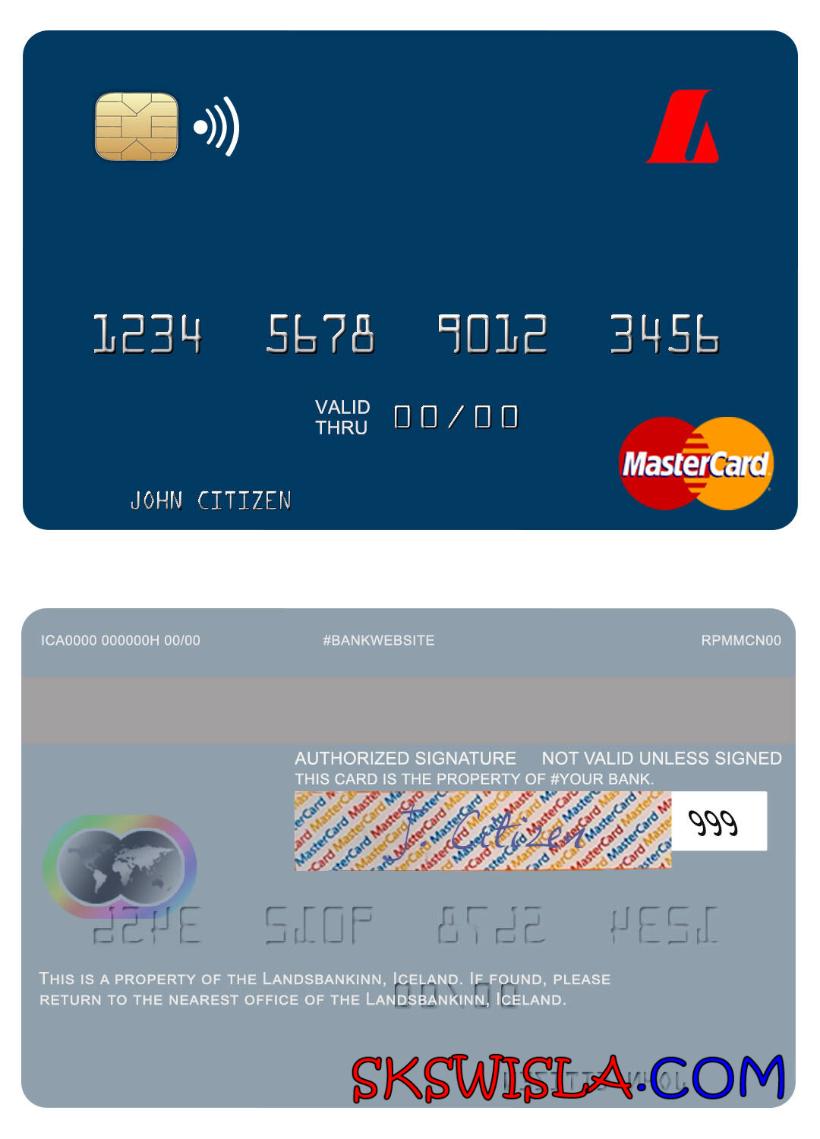 1234 5678 9012 3456
VALID THRU 00/00
JOHN CITIZEN
MasterCard
ICA0000 000000H 00/00 #BANKWEBSITE RPMMCN00
AUTHORIZED SIGNATURE NOT VALID UNLESS SIGNED
THIS CARD IS THE PROPERTY OF #YOUR BANK.
J. Citizen 999
THIS IS A PROPERTY OF THE LANDSBANKINN, ICELAND. IF FOUND, PLEASE
RETURN TO THE NEAREST OFFICE OF THE LANDSBANKINN, ICELAND.
SKSWISLA.COM